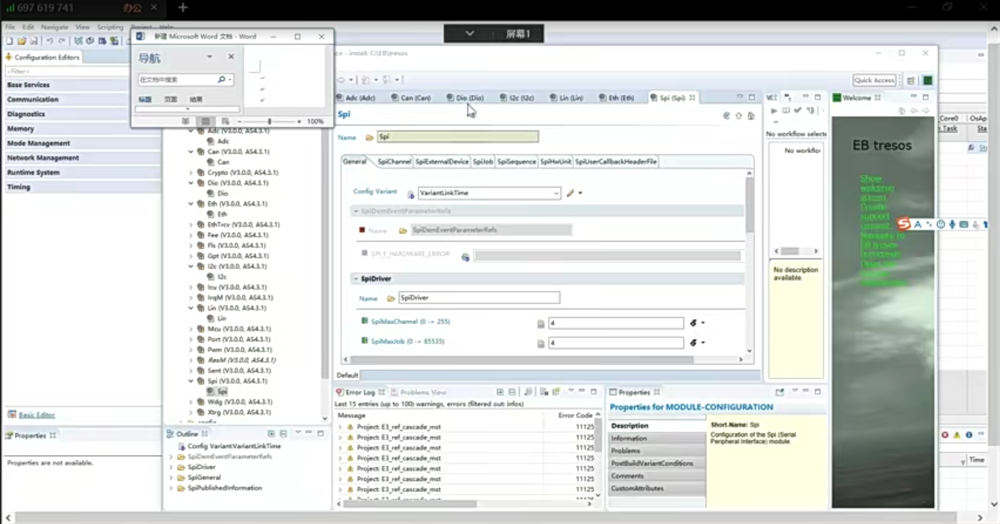 697 619 741 办公
File Edit Navigate View Scripting Project Help
屏幕1
新建 Microsoft Word 文档 - Word
导航
在文档中搜索
标题 页面 结果
100%
ce - install: C:\EB\tresos
Quick Access
Configuration Editors
<Filter>
Base Services
Communication
Diagnostics
Memory
Mode Management
Network Management
Runtime System
Timing
Basic Editor
Properties
Properties are not available.
Adc (V3.0.0, AS4.3.1)
Adc
Can (V3.0.0, AS4.3.1)
Can
Crypto (V3.0.0, AS4.3.1)
Dio (V3.0.0, AS4.3.1)
Dio
Eth (V3.0.0, AS4.3.1)
Eth
EthTrcv (V3.0.0, AS4.3.1)
Fee (V3.0.0, AS4.3.1)
Fls (V3.0.0, AS4.3.1)
Gpt (V3.0.0, AS4.3.1)
I2c (V3.0.0, AS4.3.1)
I2c
Icu (V3.0.0, AS4.3.1)
IrqM (V3.0.0, AS4.3.1)
Lin (V3.0.0, AS4.3.1)
Lin
Mcu (V3.0.0, AS4.3.1)
Port (V3.0.0, AS4.3.1)
Pwm (V3.0.0, AS4.3.1)
ResM (V3.0.0, AS4.3.1)
Sent (V3.0.0, AS4.3.1)
Spi (V3.0.0, AS4.3.1)
Spi
Wdg (V3.0.0, AS4.3.1)
Xtrg (V3.0.0, AS4.3.1)
config
Outline
Config Variant:VariantLinkTime
SpiDemEventParameterRefs
SpiDriver
SpiGeneral
SpiPublishedInformation
Adc (Adc) Can (Can) Dio (Dio) I2c (I2c) Lin (Lin) Eth (Eth) Spi (Spi)
Spi
Name Spi
General SpiChannel SpiExternalDevice SpiJob SpiSequence SpiHwUnit SpiUserCallbackHeaderFile
Config Variant VariantLinkTime
SpiDemEventParameterRefs
Name SpiDemEventParameterRefs
SPI_E_HARDWARE_ERROR
SpiDriver
Name SpiDriver
SpiMaxChannel (0 -> 255) 4
SpiMaxJob (0 -> 65535) 4
Default
Error Log Problems View
Last 15 entries (up to 100) warnings, errors (filtered out: infos)
Message Error Code
Project: E3_ref_cascade_mst 11125
Project: E3_ref_cascade_mst 11125
Project: E3_ref_cascade_mst 11125
Project: E3_ref_cascade_mst 11125
Project: E3_ref_cascade_mst 11125
Project: E3_ref_cascade_mst 11125
Project: E3_ref_cascade_mst 11125
Project: E3_ref_cascade_mst 11125
Properties
Properties for MODULE-CONFIGURATION
Description
Information
Problems
PostBuildVariantConditions
Comments
CustomAttributes
Short-Name: Spi
Configuration of the Spi (Serial
Peripheral Interface) module.
No workflow selecte
No workflo
No description
available.
Welcome
EB tresos
Show
welcome
Create
support
Core0 OsAp
Task Sta
Time